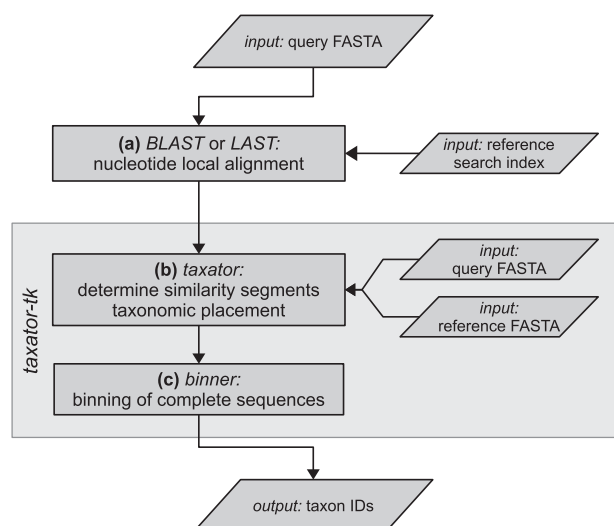 input: query FASTA
(a) BLAST or LAST:
nucleotide local alignment
input: reference
search index
taxator-tk
(b) taxator:
determine similarity segments
taxonomic placement
input:
query FASTA
input:
reference FASTA
(c) binner:
binning of complete sequences
output: taxon IDs